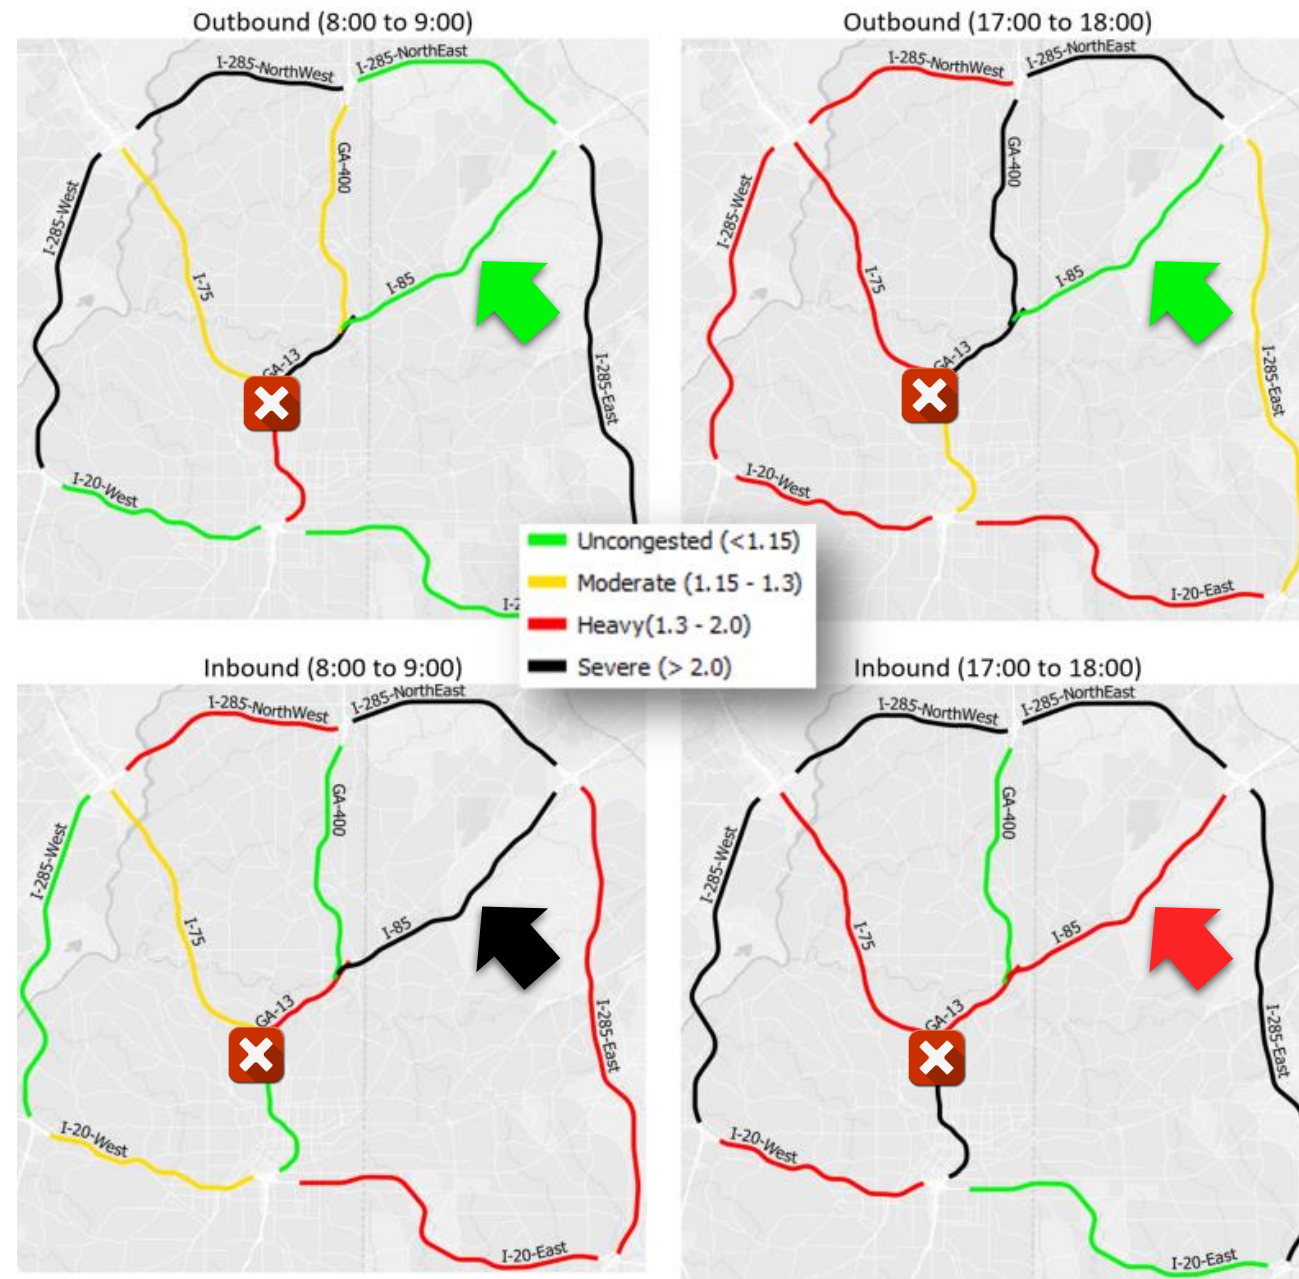 Outbound (8:00 to 9:00)
I-285-NorthWest
I-285-NorthEast
GA-400
I-285-West
I-75
I-85
GA-13
I-285-East
I-20-West
Outbound (17:00 to 18:00)
I-285-NorthWest
I-285-NorthEast
GA-400
I-285-West
I-75
I-85
GA-13
I-285-East
I-20-West
I-20-East
Uncongested (<1.15)
Moderate (1.15 - 1.3)
Heavy(1.3 - 2.0)
Severe (> 2.0)
Inbound (8:00 to 9:00)
I-285-NorthWest
I-285-NorthEast
GA-400
I-285-West
I-75
I-85
GA-13
I-285-East
I-20-West
I-20-East
Inbound (17:00 to 18:00)
I-285-NorthWest
I-285-NorthEast
GA-400
I-285-West
I-75
I-85
GA-13
I-285-East
I-20-West
I-20-East